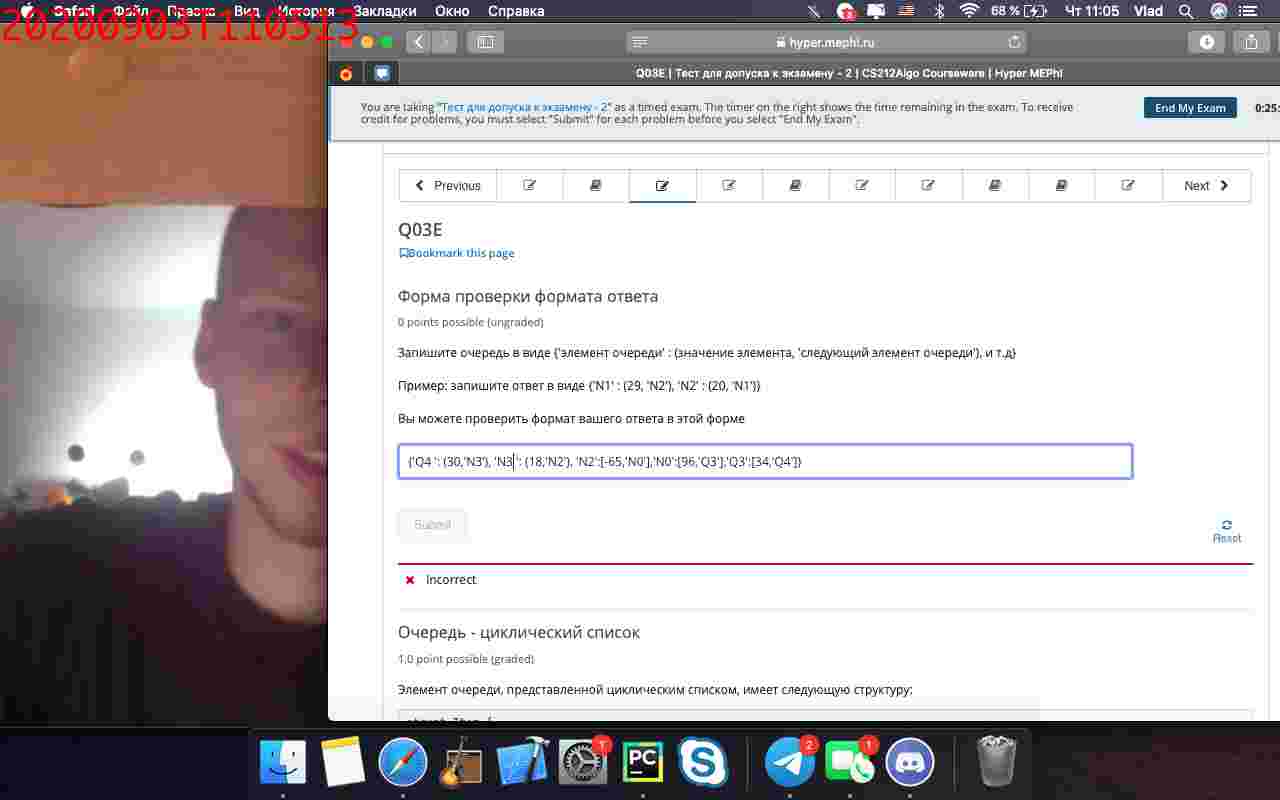 20200903T110513
Safari Файл Правка Вид История Закладки Окно Справка 68 % Чт 11:05 Vlad
hyper.mephi.ru
Q03E | Тест для допуска к экзамену - 2 | CS212Algo Courseware | Hyper MEPhI
You are taking "Тест для допуска к экзамену - 2" as a timed exam. The timer on the right shows the time remaining in the exam. To receive
credit for problems, you must select "Submit" for each problem before you select "End My Exam".
End My Exam
0:25:
Previous
Next
Q03E
Bookmark this page
Форма проверки формата ответа
0 points possible (ungraded)
Запишите очередь в виде {'элемент очереди' : (значение элемента, 'следующий элемент очереди'), и т.д}
Пример: запишите ответ в виде {'N1' : (29, 'N2'), 'N2' : (20, 'N1')}
Вы можете проверить формат вашего ответа в этой форме
{'Q4 ': (30,'N3'), 'N3 ': (18,'N2'), 'N2':[-65,'N0'],'N0':[96,'Q3'],'Q3':[34,'Q4']}
Submit
Reset
Incorrect
Очередь - циклический список
1.0 point possible (graded)
Элемент очереди, представленной циклическим списком, имеет следующую структуру:
1
PC
2
1